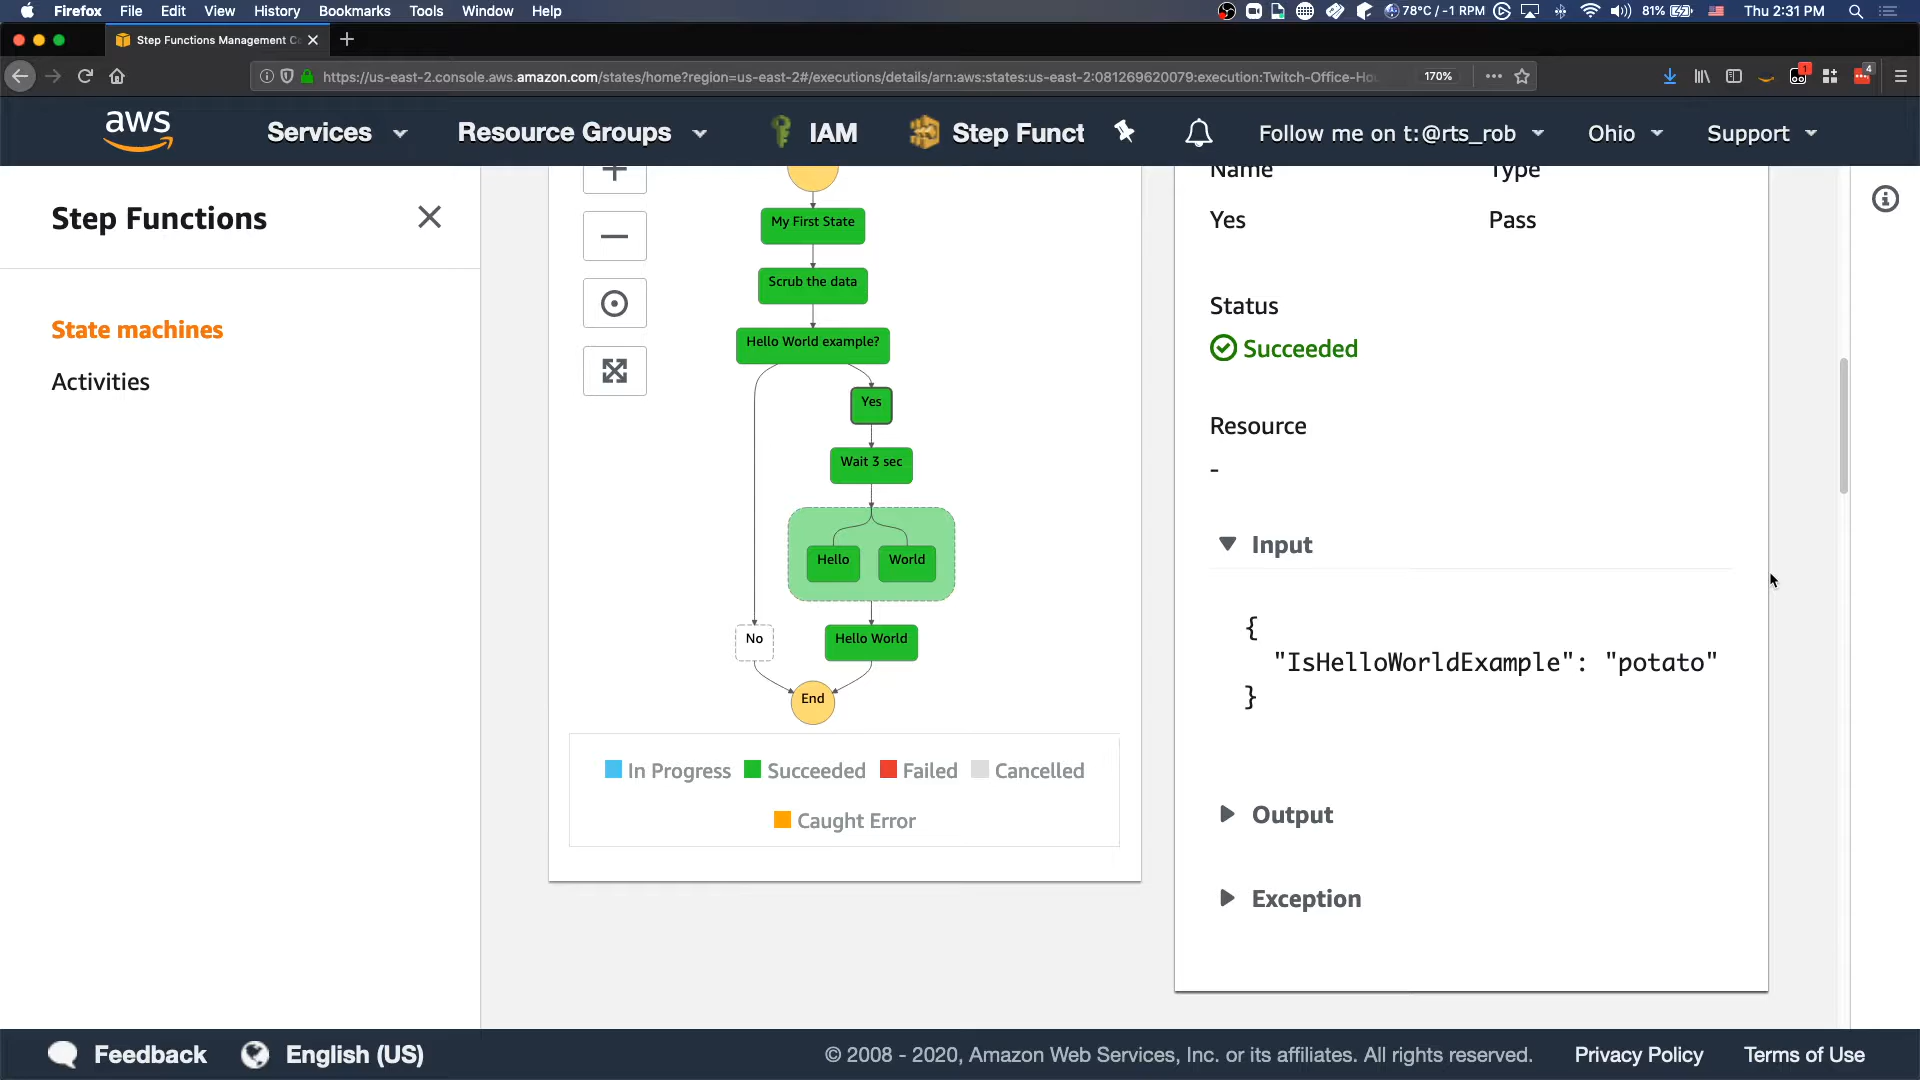 Firefox File Edit View History Bookmarks Tools Window Help 78°C / -1 RPM 81% Thu 2:31 PM
Step Functions Management C
https://us-east-2.console.aws.amazon.com/states/home?region=us-east-2#/executions/details/arn:aws:states:us-east-2:081269620079:execution:Twitch-Office-Ho 170% 1 4
aws Services Resource Groups IAM Step Funct Follow me on t:@rts_rob Ohio Support
Step Functions
State machines
Activities
My First State
Scrub the data
Hello World example?
Yes
Wait 3 sec
Hello World
No Hello World
End
In Progress Succeeded Failed Cancelled
Caught Error
Name Type
Yes Pass
Status
Succeeded
Resource
-
Input
{
"IsHelloWorldExample": "potato"
}
Output
Exception
Feedback English (US) © 2008 - 2020, Amazon Web Services, Inc. or its affiliates. All rights reserved. Privacy Policy Terms of Use